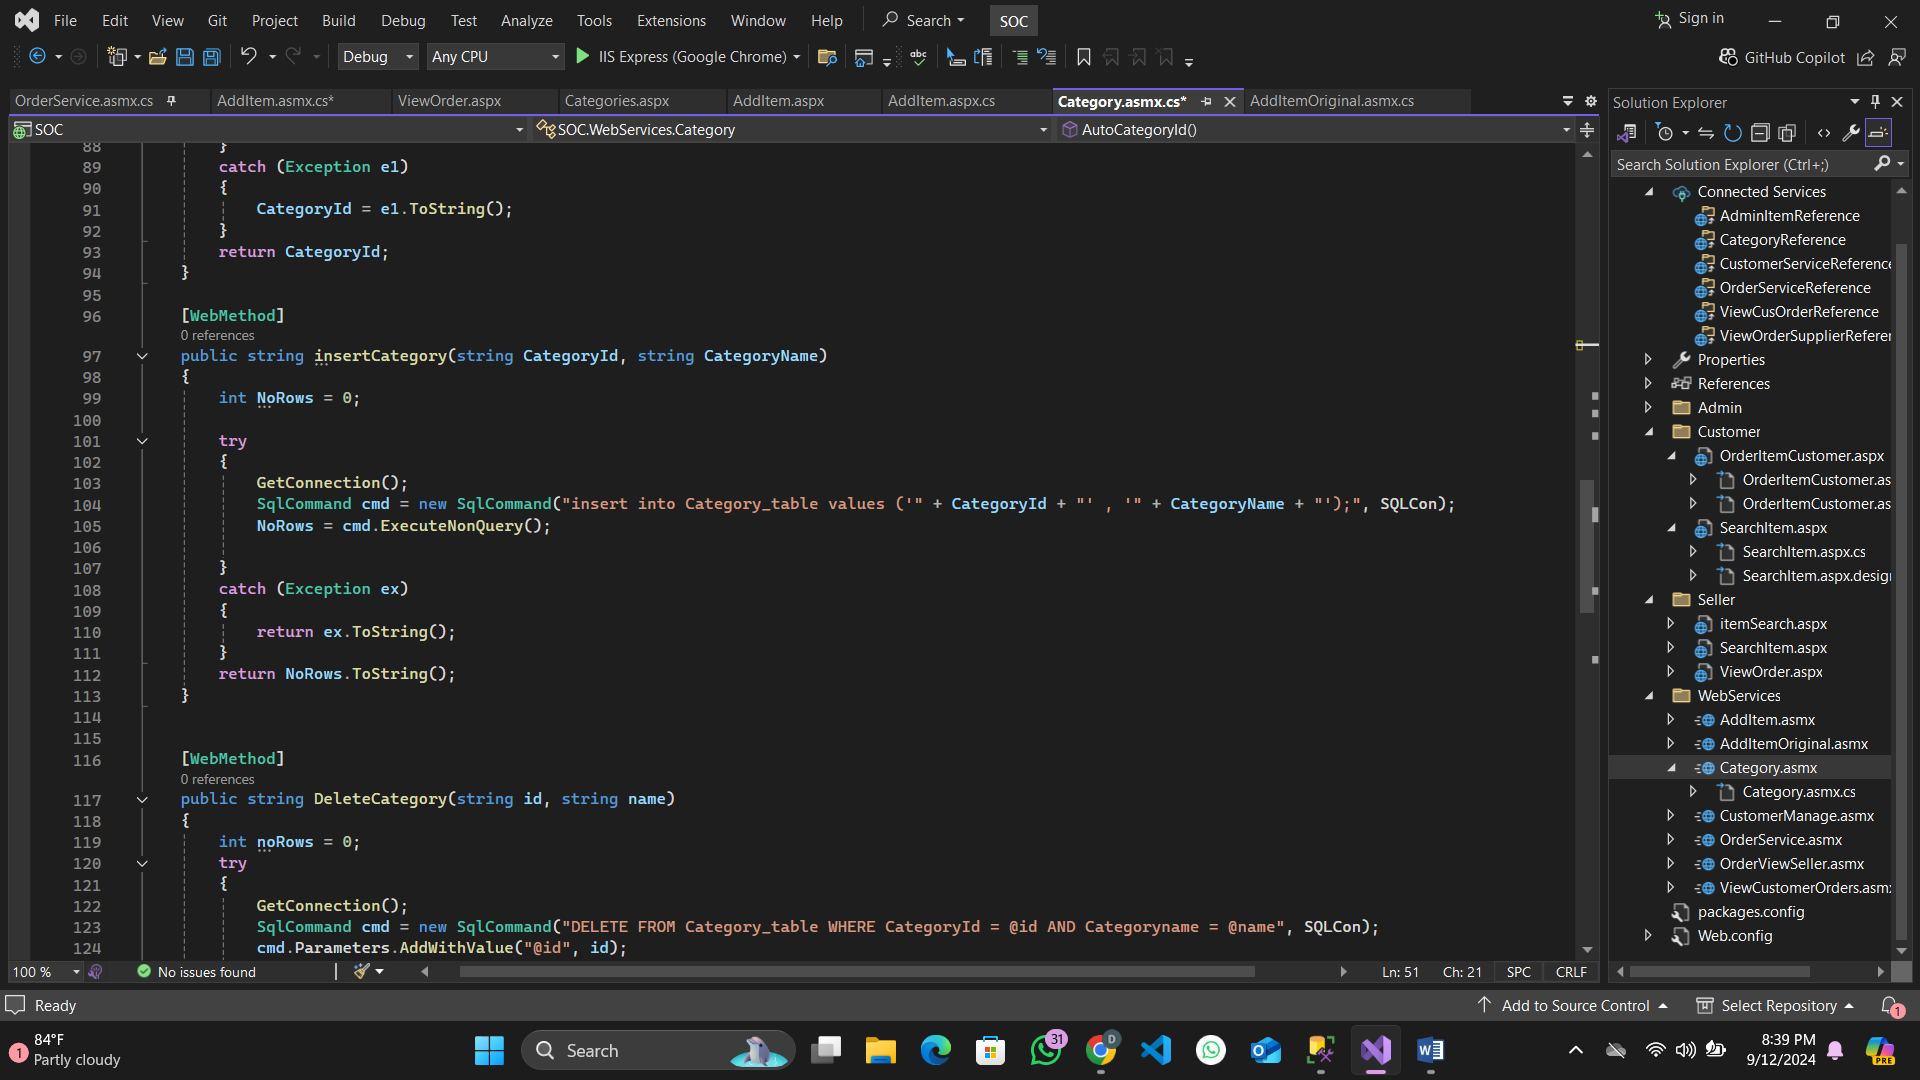 File Edit View Git Project Build Debug Test Analyze Tools Extensions Window Help Search SOC Sign in
Debug Any CPU IIS Express (Google Chrome) GitHub Copilot
OrderService.asmx.cs AddItem.asmx.cs* ViewOrder.aspx Categories.aspx AddItem.aspx AddItem.aspx.cs Category.asmx.cs* AddItemOriginal.asmx.cs
SOC SOC.WebServices.Category AutoCategoryId()
88 }
89 catch (Exception e1)
90 {
91 CategoryId = e1.ToString();
92 }
93 return CategoryId;
94 }
95
96 [WebMethod]
0 references
97 public string insertCategory(string CategoryId, string CategoryName)
98 {
99 int NoRows = 0;
100
101 try
102 {
103 GetConnection();
104 SqlCommand cmd = new SqlCommand("insert into Category_table values ('" + CategoryId + "' , '" + CategoryName + "');", SQLCon);
105 NoRows = cmd.ExecuteNonQuery();
106
107 }
108 catch (Exception ex)
109 {
110 return ex.ToString();
111 }
112 return NoRows.ToString();
113 }
114
115
116 [WebMethod]
0 references
117 public string DeleteCategory(string id, string name)
118 {
119 int noRows = 0;
120 try
121 {
122 GetConnection();
123 SqlCommand cmd = new SqlCommand("DELETE FROM Category_table WHERE CategoryId = @id AND Categoryname = @name", SQLCon);
124 cmd.Parameters.AddWithValue("@id", id);
100 % No issues found Ln: 51 Ch: 21 SPC CRLF
Solution Explorer
Search Solution Explorer (Ctrl+;)
Connected Services
AdminItemReference
CategoryReference
CustomerServiceReference
OrderServiceReference
ViewCusOrderReference
ViewOrderSupplierReferer
Properties
References
Admin
Customer
OrderItemCustomer.aspx
OrderItemCustomer.as
OrderItemCustomer.as
SearchItem.aspx
SearchItem.aspx.cs
SearchItem.aspx.design
Seller
itemSearch.aspx
SearchItem.aspx
ViewOrder.aspx
WebServices
AddItem.asmx
AddItemOriginal.asmx
Category.asmx
Category.asmx.cs
CustomerManage.asmx
OrderService.asmx
OrderViewSeller.asmx
ViewCustomerOrders.asmx
packages.config
Web.config
Ready Add to Source Control Select Repository 1
1 84°F
Partly cloudy
Search
31
D
PRE
8:39 PM
9/12/2024